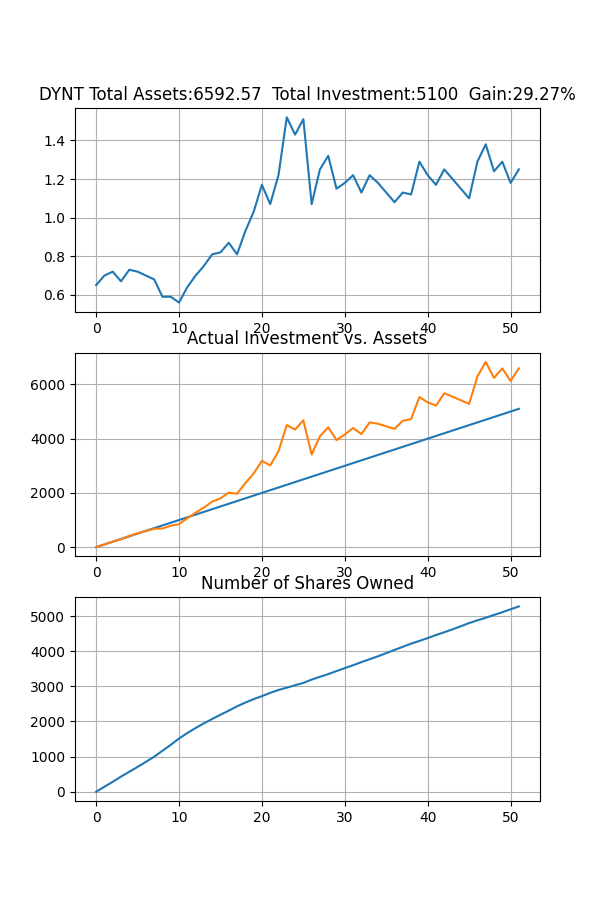 DYNT Total Assets:6592.57  Total Investment:5100  Gain:29.27%
1.4
1.2
1.0
0.8
0.6
0 10 20 30 40 50
Actual Investment vs. Assets
6000
4000
2000
0
0 10 20 30 40 50
Number of Shares Owned
5000
4000
3000
2000
1000
0
0 10 20 30 40 50